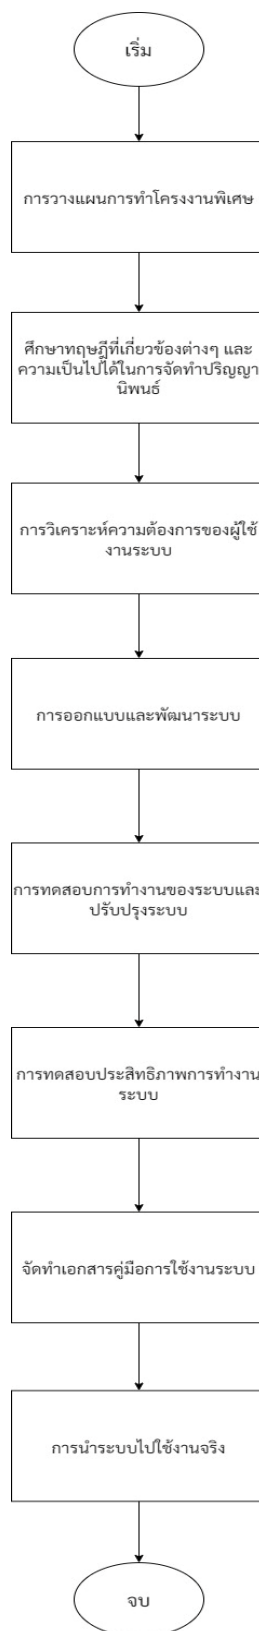 เริ่ม
การวางแผนการทำโครงงานพิเศษ
ศึกษาทฤษฎีที่เกี่ยวข้องต่างๆ และ
ความเป็นไปได้ในการจัดทำปริญญา
นิพนธ์
การวิเคราะห์ความต้องการของผู้ใช้
งานระบบ
การออกแบบและพัฒนาระบบ
การทดสอบการทำงานของระบบและ
ปรับปรุงระบบ
การทดสอบประสิทธิภาพการทำงาน
ระบบ
จัดทำเอกสารคู่มือการใช้งานระบบ
การนำระบบไปใช้งานจริง
จบ